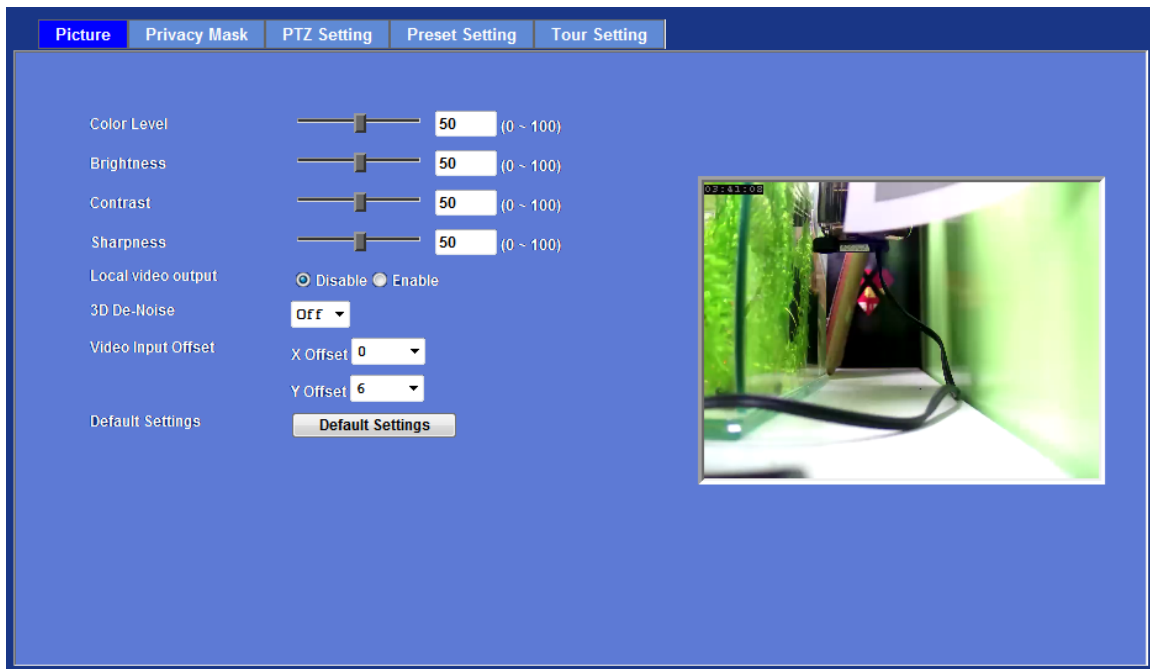 Picture Privacy Mask PTZ Setting Preset Setting Tour Setting
Color Level 50 (0 ~ 100)
Brightness 50 (0 ~ 100)
Contrast 50 (0 ~ 100)
Sharpness 50 (0 ~ 100)
Local video output Disable Enable
3D De-Noise Off
Video Input Offset X Offset 0
Y Offset 6
Default Settings Default Settings
03:41:08